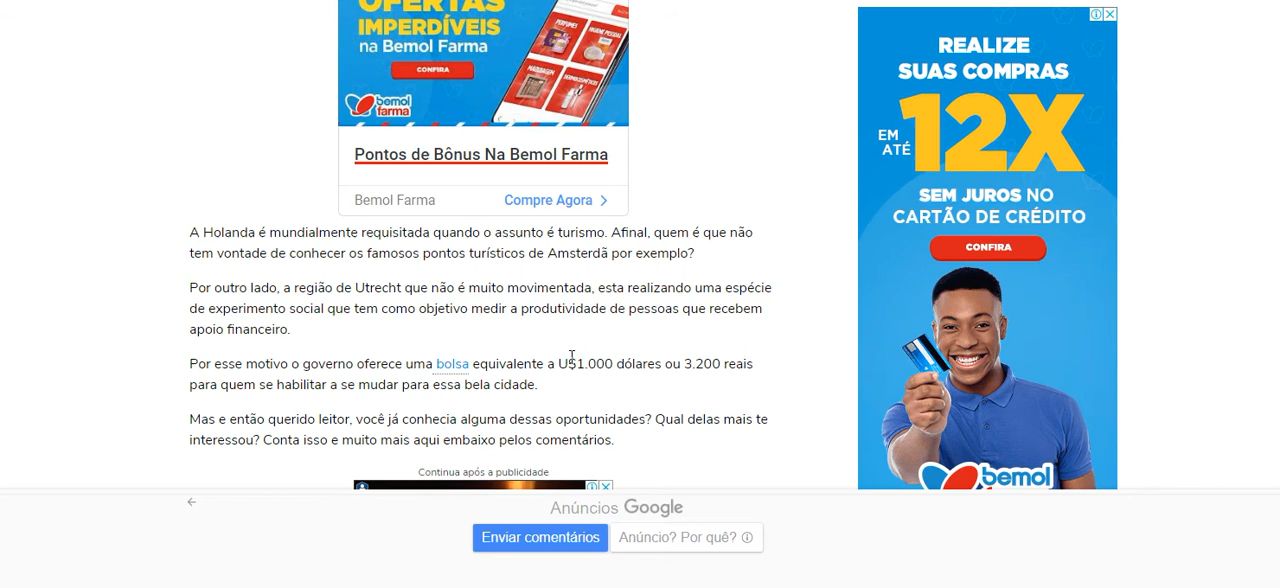 OFERTAS
IMPERDÍVEIS
na Bemol Farma
CONFIRA
bemol
farma
PERFUMES
HIGIENE PESSOAL
MAQUIAGEM
DERMOCOSMÉTICOS
Pontos de Bônus Na Bemol Farma
Bemol Farma
Compre Agora
A Holanda é mundialmente requisitada quando o assunto é turismo. Afinal, quem é que não
tem vontade de conhecer os famosos pontos turísticos de Amsterdã por exemplo?
Por outro lado, a região de Utrecht que não é muito movimentada, esta realizando uma espécie
de experimento social que tem como objetivo medir a produtividade de pessoas que recebem
apoio financeiro.
Por esse motivo o governo oferece uma bolsa equivalente a U$1.000 dólares ou 3.200 reais
para quem se habilitar a se mudar para essa bela cidade.
Mas e então querido leitor, você já conhecia alguma dessas oportunidades? Qual delas mais te
interessou? Conta isso e muito mais aqui embaixo pelos comentários.
Continua após a publicidade
REALIZE
SUAS COMPRAS
EM
ATÉ
12X
SEM JUROS NO
CARTÃO DE CRÉDITO
CONFIRA
bemol
Anúncios Google
Enviar comentários
Anúncio? Por quê?